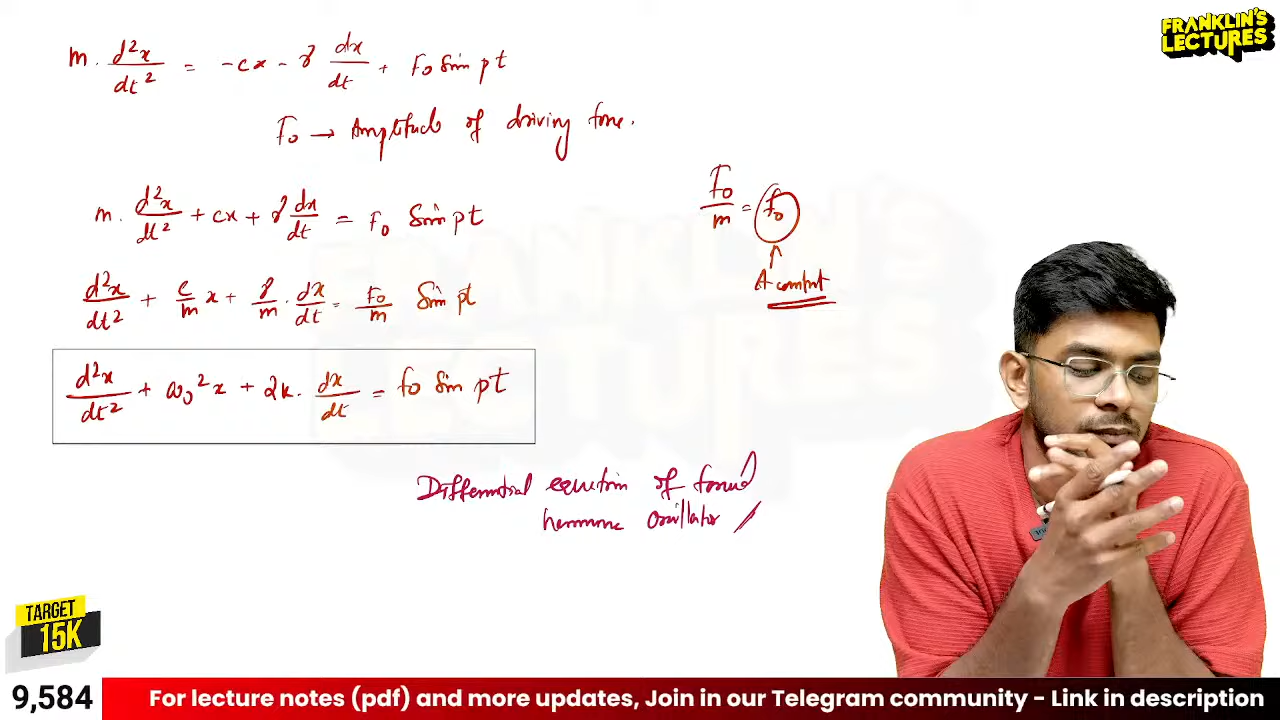 m. d²x/dt² = -cx - γ dx/dt + F₀ Sin pt
F₀ → Amplitude of driving force.
m. d²x/dt² + cx + γ dx/dt = F₀ Sin pt
F₀/m = f₀
A constant
d²x/dt² + c/m x + γ/m . dx/dt = F₀/m Sin pt
d²x/dt² + ω₀²x + 2k. dx/dt = f₀ Sin pt
Differential equation of forced
harmonic oscillator
FRANKLIN'S
LECTURES
TARGET
15K
9,584
For lecture notes (pdf) and more updates, Join in our Telegram community - Link in description